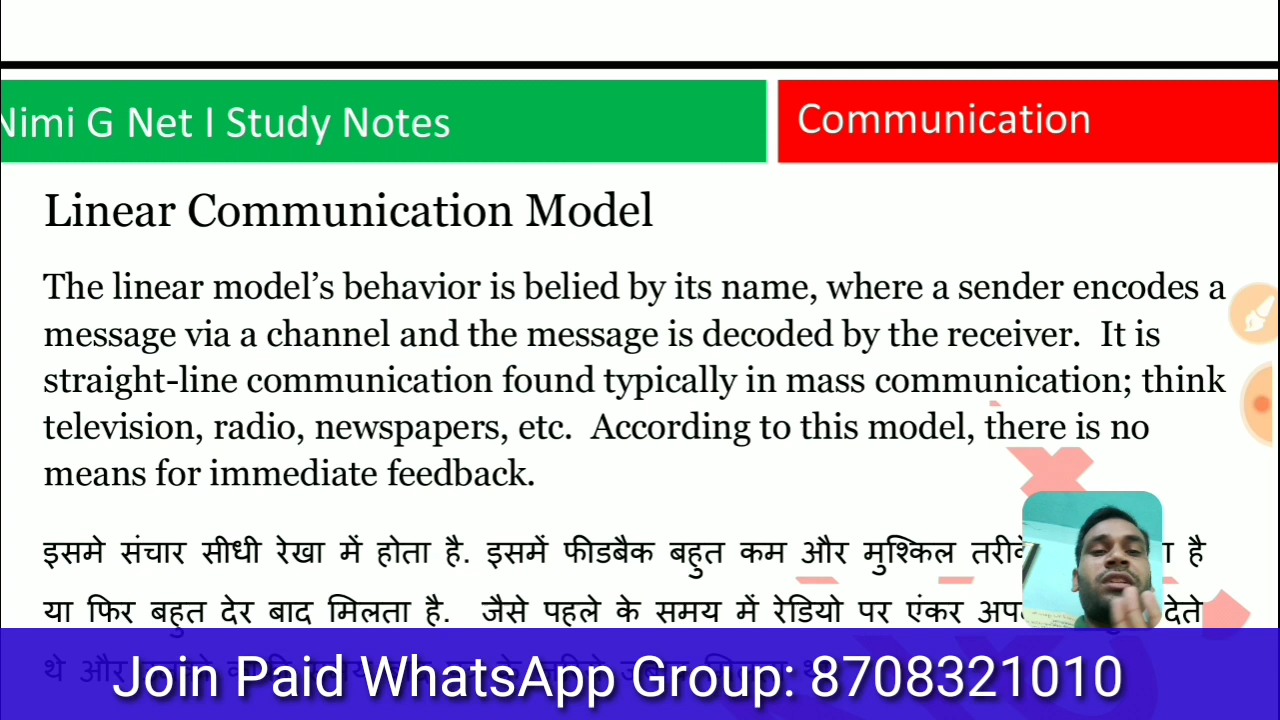 Nimi G Net I Study Notes
Communication
Linear Communication Model
The linear model’s behavior is belied by its name, where a sender encodes a
message via a channel and the message is decoded by the receiver.  It is
straight-line communication found typically in mass communication; think
television, radio, newspapers, etc.  According to this model, there is no
means for immediate feedback.
इसमे संचार सीधी रेखा में होता है. इसमें फीडबैक बहुत कम और मुश्किल है
या फिर बहुत देर बाद मिलता है.  जैसे पहले के समय में रेडियो पर एंकर देते
थे और
Join Paid WhatsApp Group: 8708321010